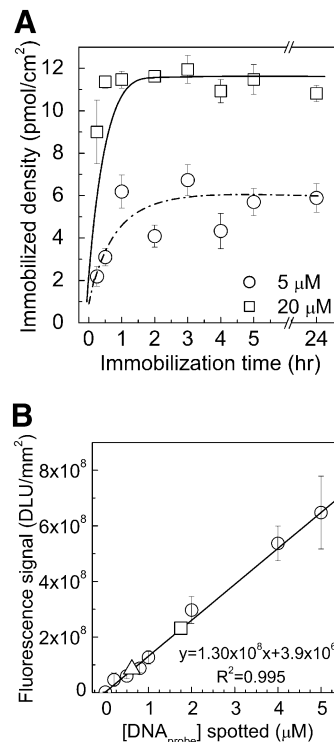 A
Immobilized density (pmol/cm²)
14
12
10
8
6
4
2
0
5 µM
20 µM
0 1 2 3 4 5 24
Immobilization time (hr)
B
Fluorescence signal (DLU/mm²)
8x10⁸
6x10⁸
4x10⁸
2x10⁸
0
y=1.30x10⁸x+3.9x10⁶
R²=0.995
0 1 2 3 4 5
[DNAprobe] spotted (µM)